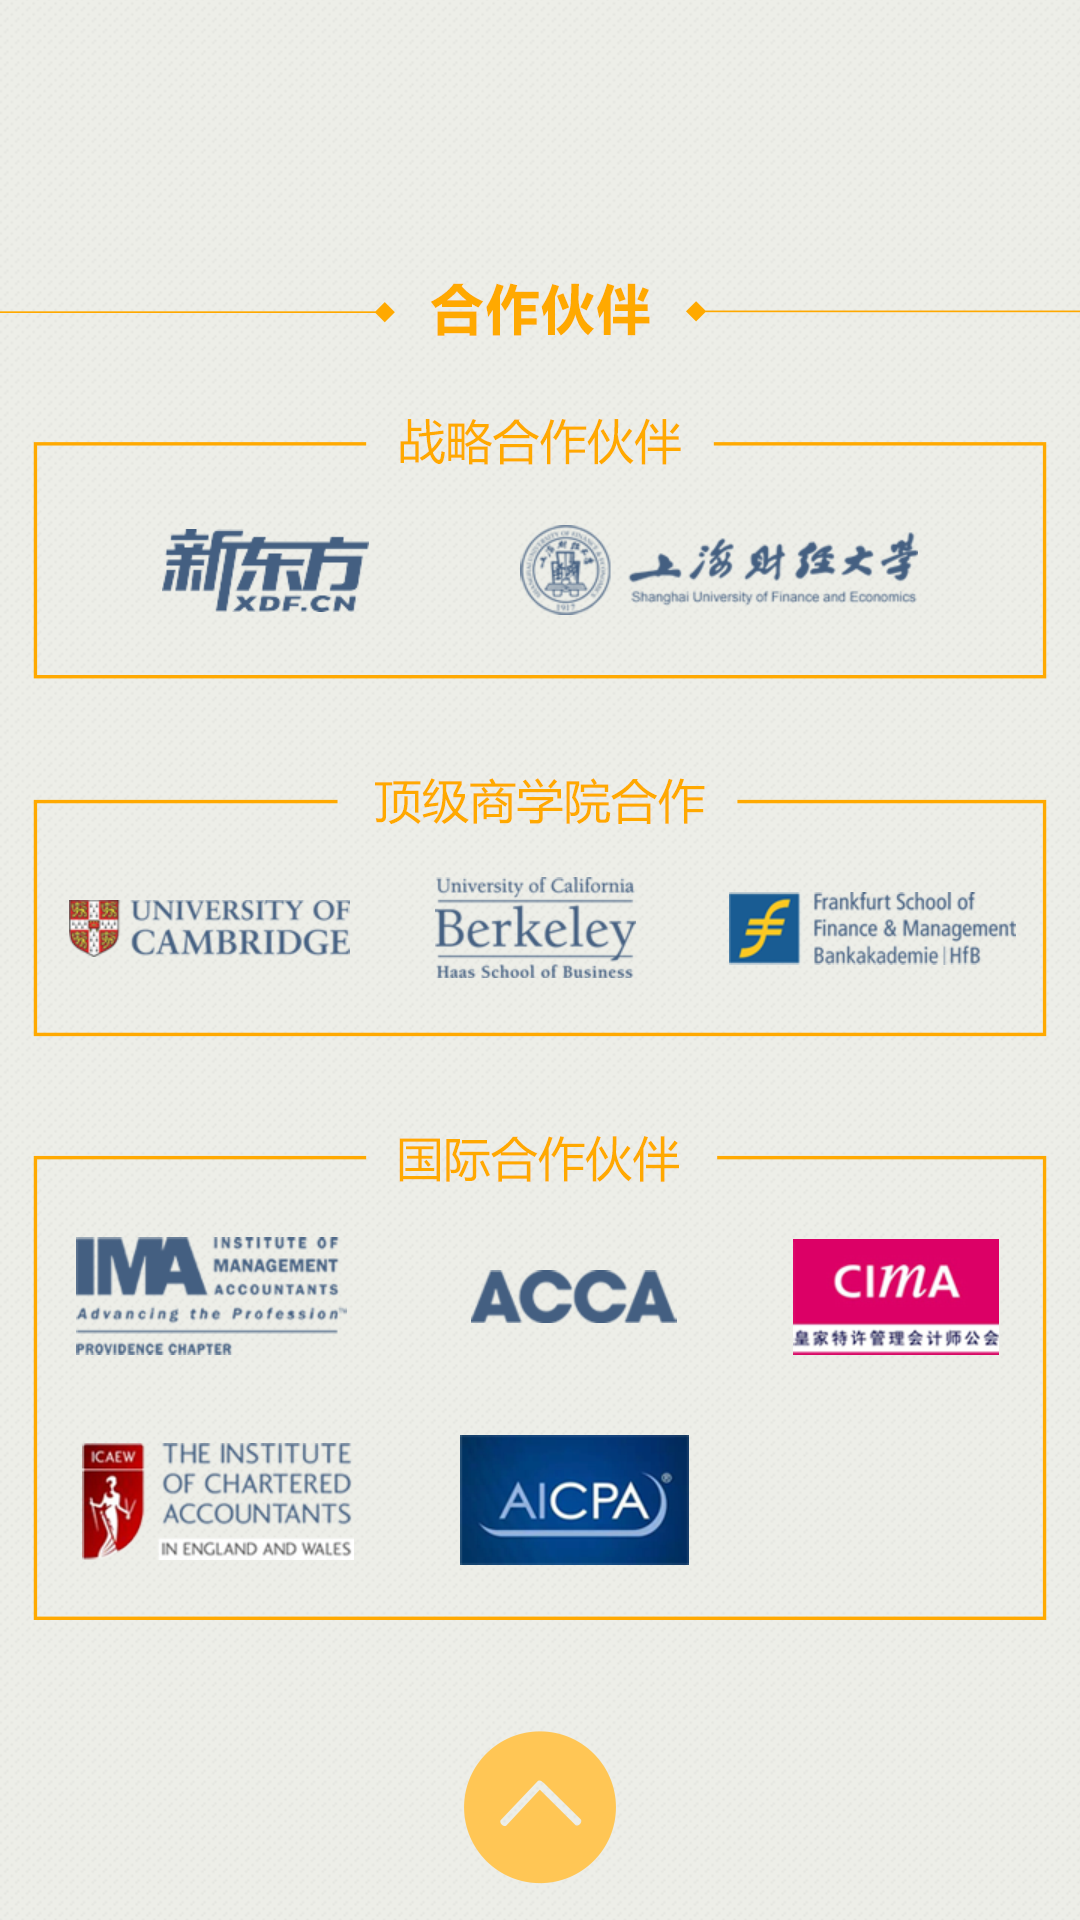 合作伙伴
战略合作伙伴
新东方
XDF.CN
上海财经大学
Shanghai University of Finance and Economics
1917
顶级商学院合作
UNIVERSITY OF
CAMBRIDGE
University of California
Berkeley
Haas School of Business
Frankfurt School of
Finance & Management
Bankakademie | HfB
国际合作伙伴
IMA
INSTITUTE OF
MANAGEMENT
ACCOUNTANTS
Advancing the Profession™
PROVIDENCE CHAPTER
ACCA
CIMA
皇家特许管理会计师公会
ICAEW
THE INSTITUTE
OF CHARTERED
ACCOUNTANTS
IN ENGLAND AND WALES
AICPA®